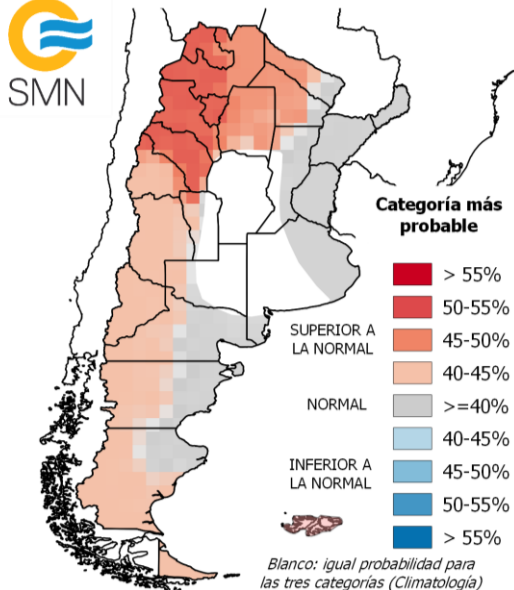 SMN
Categoría más
probable
> 55%
50-55%
SUPERIOR A
LA NORMAL
45-50%
40-45%
NORMAL
>=40%
40-45%
INFERIOR A
LA NORMAL
45-50%
50-55%
> 55%
Blanco: igual probabilidad para
las tres categorías (Climatología)